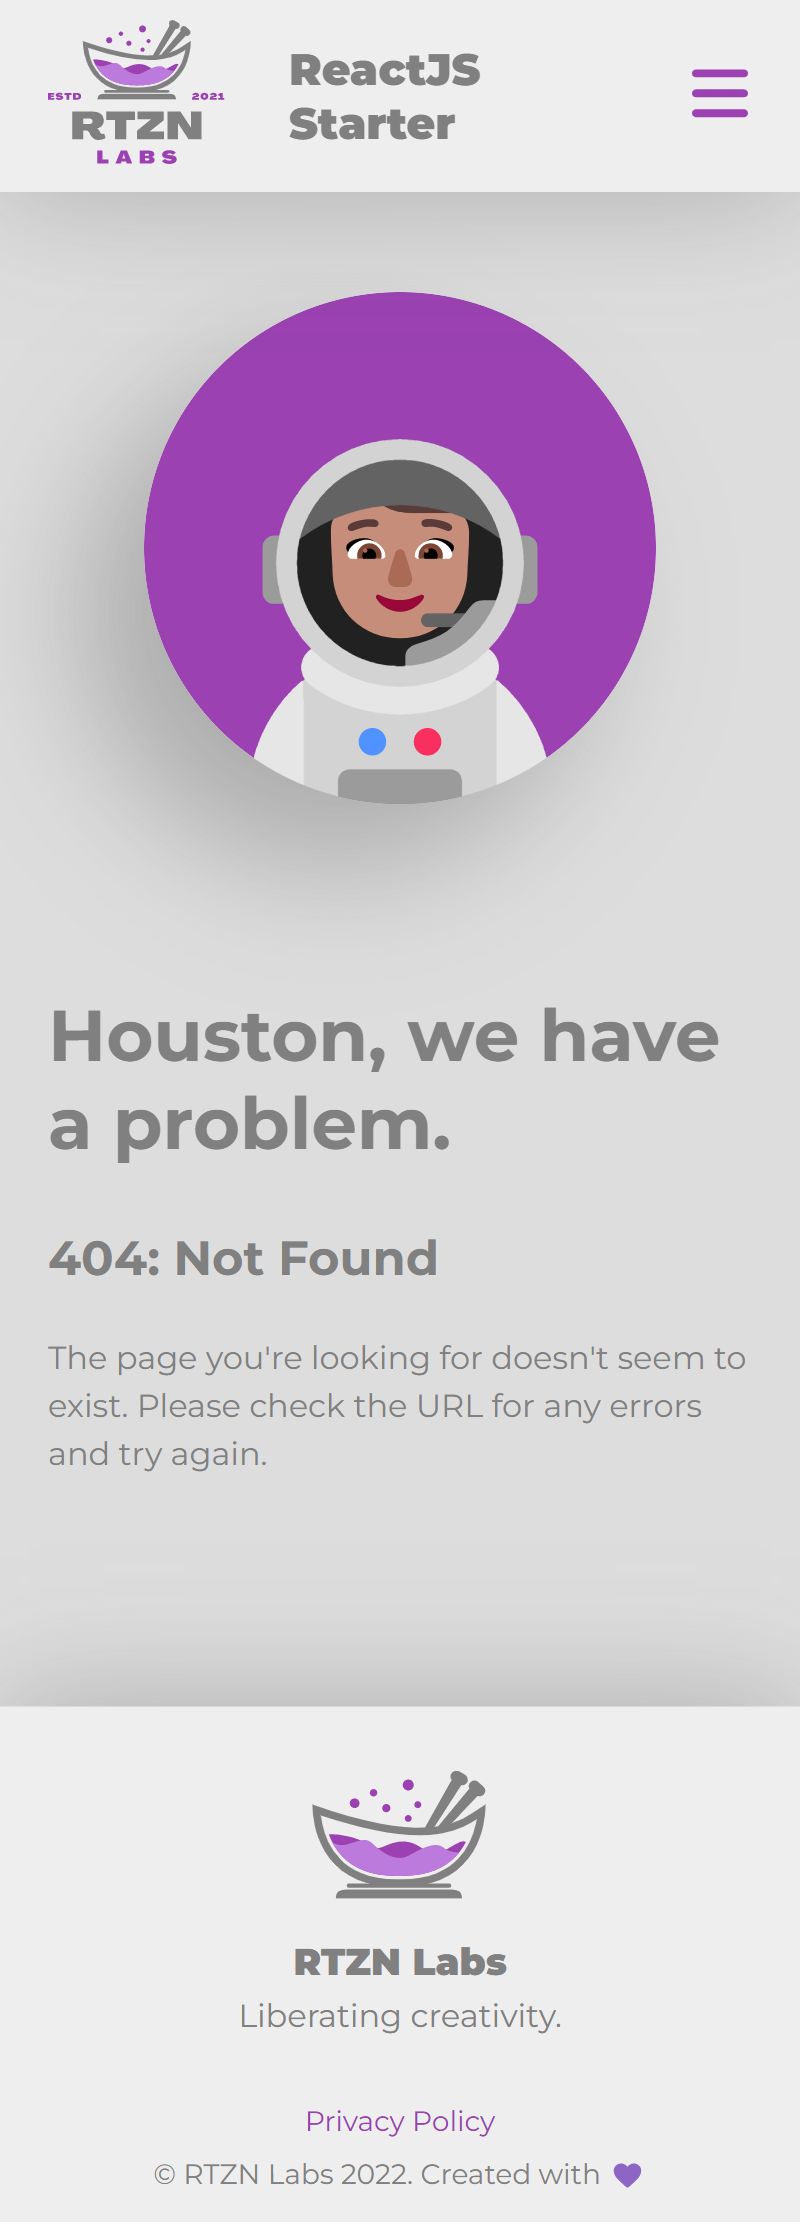 ESTD 2021
RTZN
LABS
ReactJS
Starter
Houston, we have
a problem.
404: Not Found
The page you're looking for doesn't seem to
exist. Please check the URL for any errors
and try again.
RTZN Labs
Liberating creativity.
Privacy Policy
© RTZN Labs 2022. Created with 💜